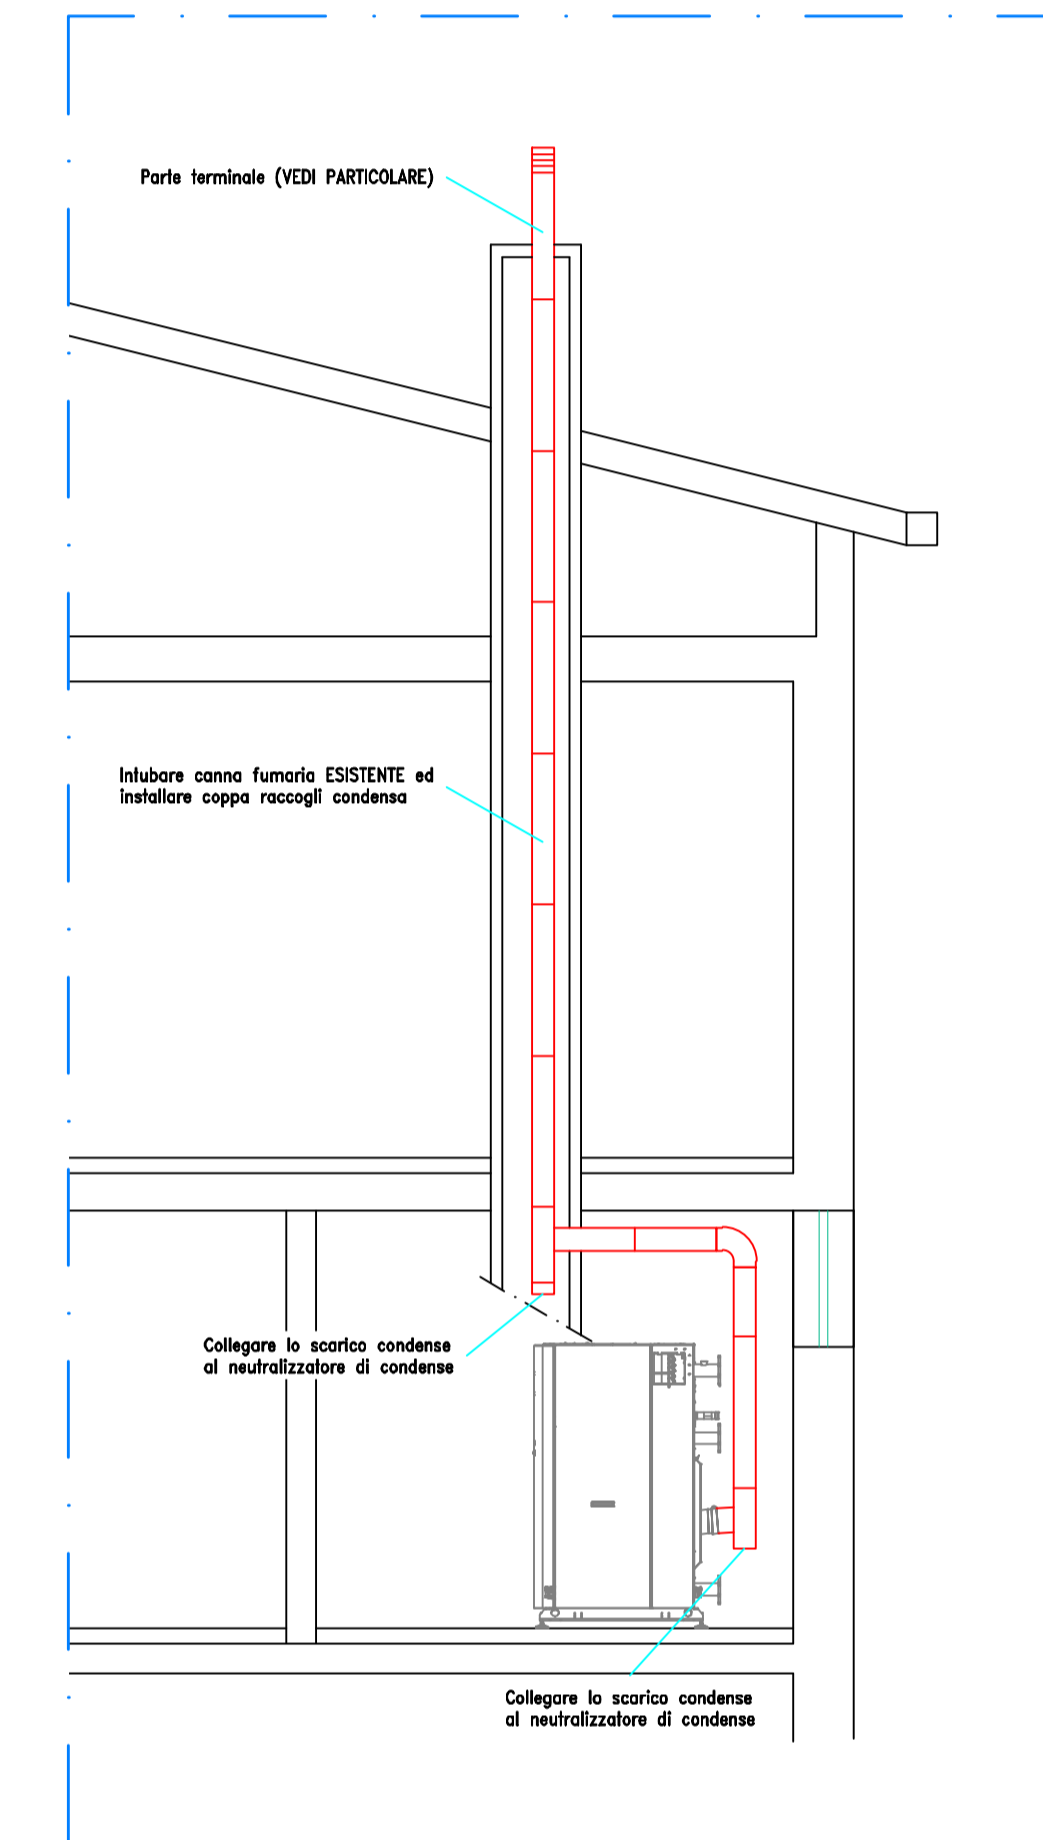 Parte terminale (VEDI PARTICOLARE)
Intubare canna fumaria ESISTENTE ed
installare coppa raccogli condensa
Collegare lo scarico condense
al neutralizzatore di condense
Collegare lo scarico condense
al neutralizzatore di condense